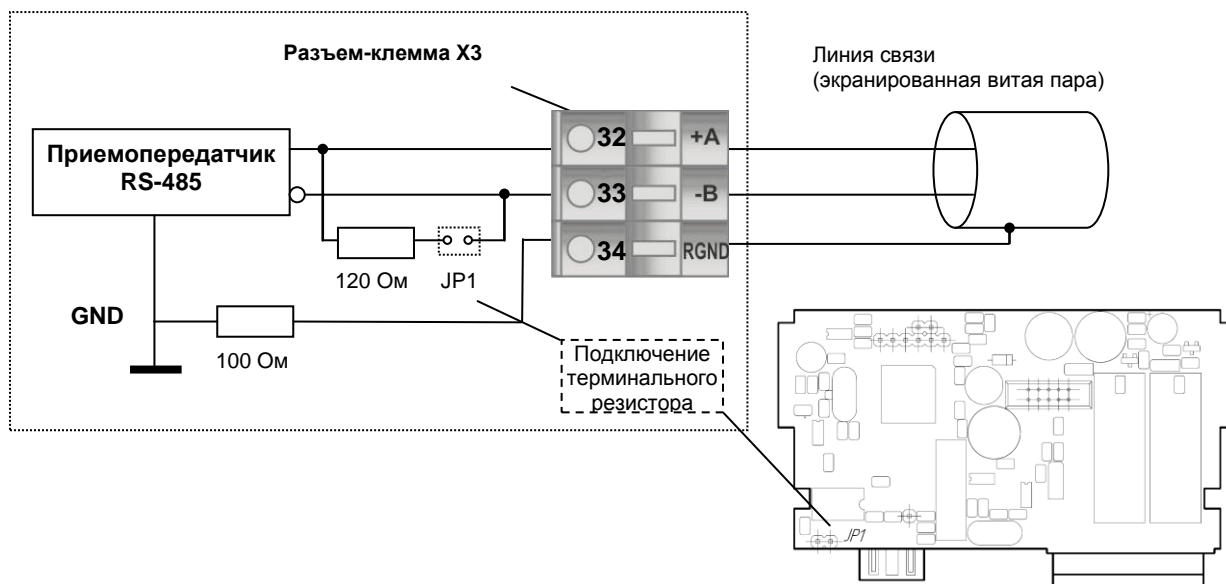 Разъем-клемма X3
Линия связи
(экранированная витая пара)
Приемопередатчик
RS-485
32 +A
33 -B
34 RGND
120 Ом
JP1
GND
100 Ом
Подключение
терминального
резистора
JP1